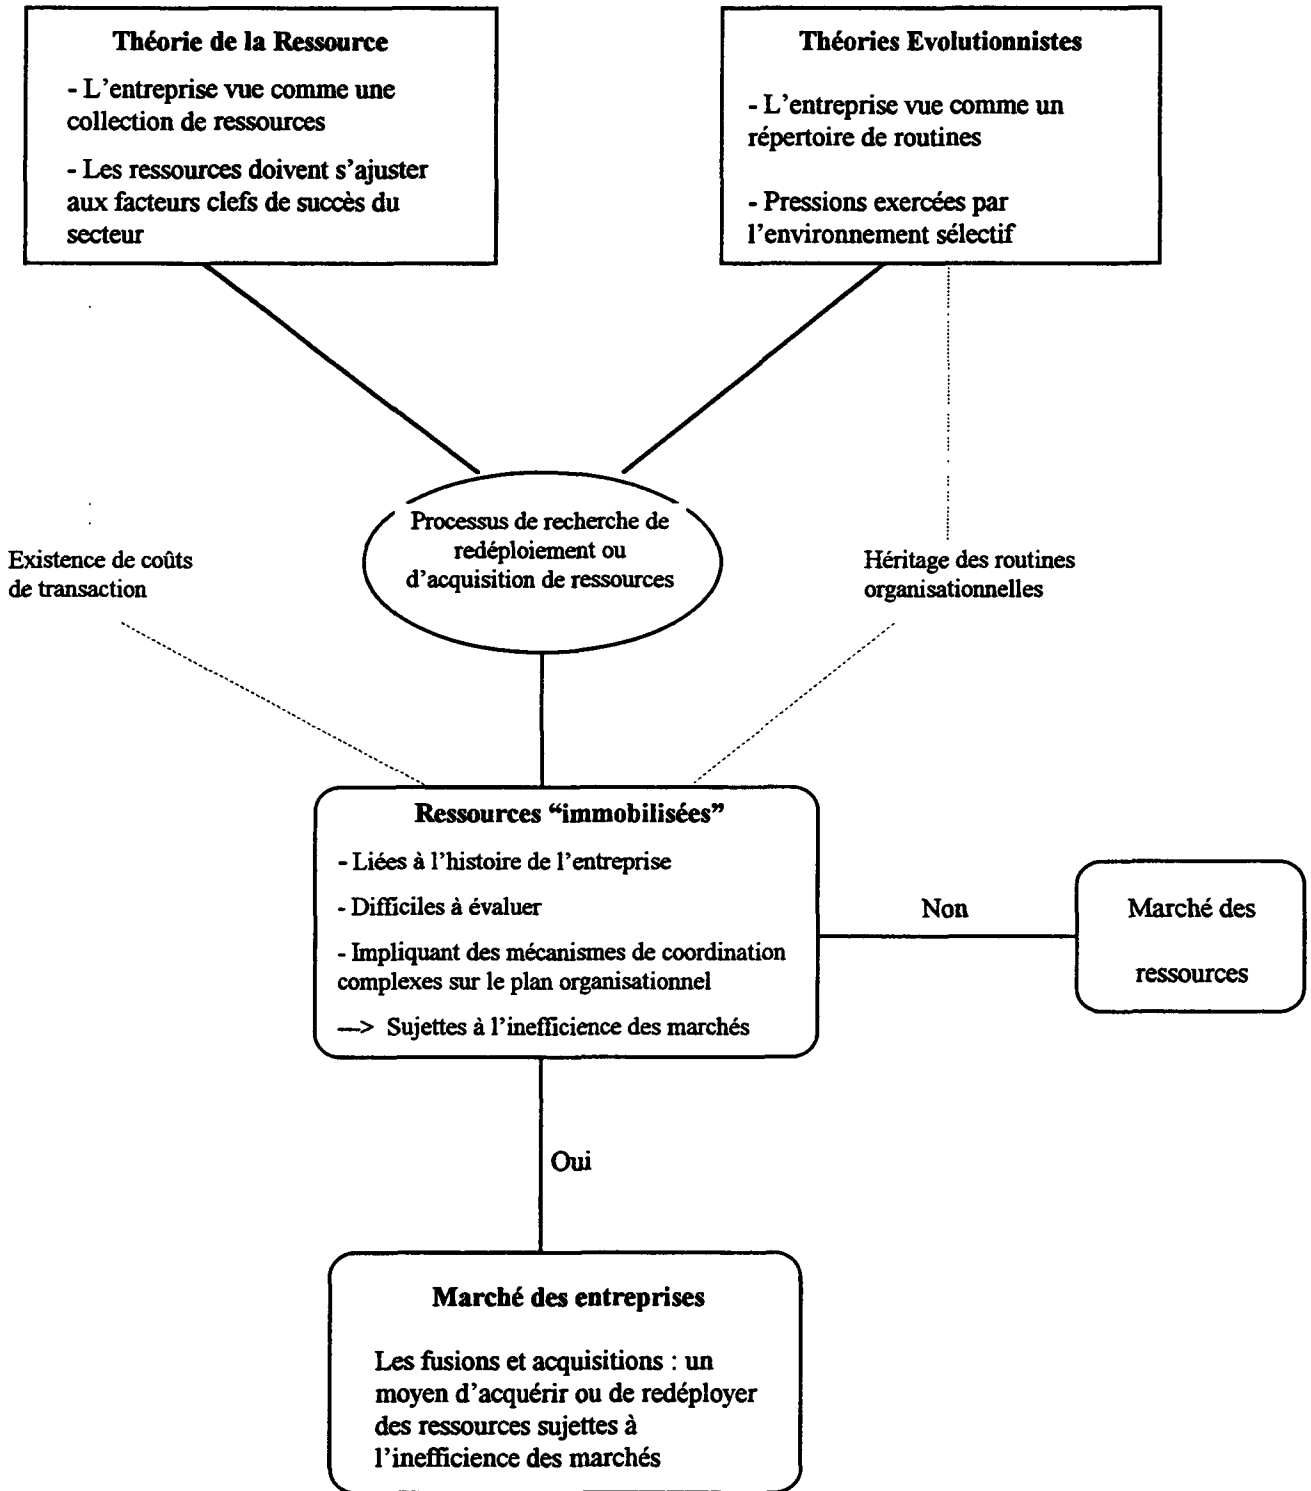 Théorie de la Ressource
- L'entreprise vue comme une
collection de ressources
- Les ressources doivent s'ajuster
aux facteurs clefs de succès du
secteur
Théories Evolutionnistes
- L'entreprise vue comme un
répertoire de routines
- Pressions exercées par
l'environnement sélectif
Processus de recherche de
redéploiement ou
d'acquisition de ressources
Existence de coûts
de transaction
Héritage des routines
organisationnelles
Ressources “immobilisées”
- Liées à l'histoire de l'entreprise
- Difficiles à évaluer
- Impliquant des mécanismes de coordination
complexes sur le plan organisationnel
---> Sujettes à l'inefficience des marchés
Non
Marché des
ressources
Oui
Marché des entreprises
Les fusions et acquisitions : un
moyen d'acquérir ou de redéployer
des ressources sujettes à
l'inefficience des marchés